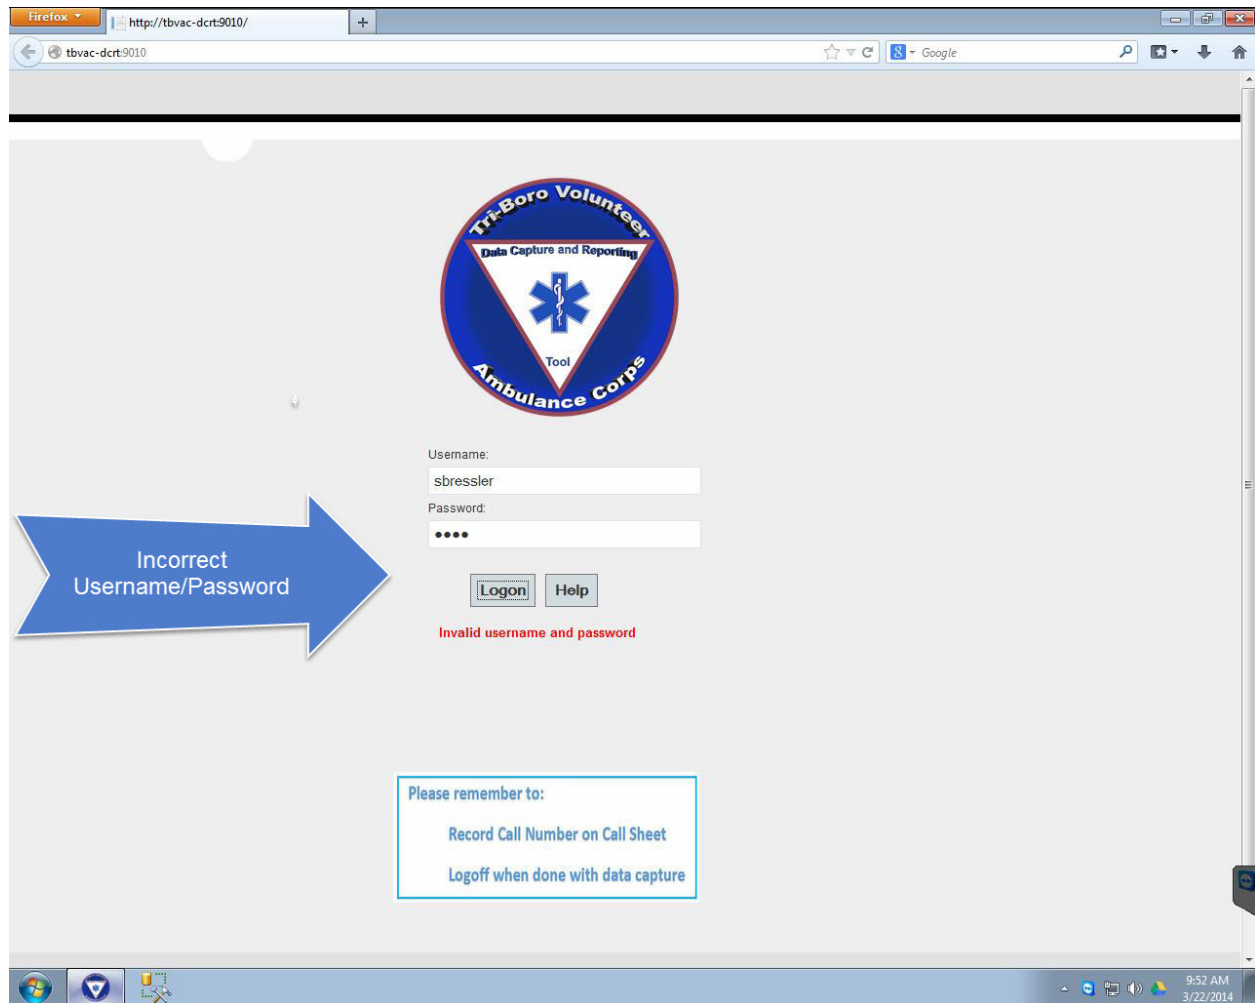 Firefox
http://tbvac-dcrt:9010/
+
tbvac-dcrt:9010
Google
Tri-Boro Volunteer
Data Capture and Reporting
Tool
Ambulance Corps
Username:
sbressler
Password:
••••
Incorrect
Username/Password
Logon
Help
Invalid username and password
Please remember to:
Record Call Number on Call Sheet
Logoff when done with data capture
9:52 AM
3/22/2014